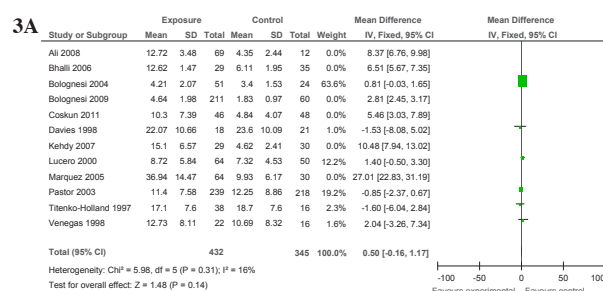 3A
Exposure Control Mean Difference Mean Difference
Study or Subgroup Mean SD Total Mean SD Total Weight IV, Fixed, 95% CI IV, Fixed, 95% CI
Ali 2008 12.72 3.48 69 4.35 2.44 12 0.0% 8.37 [6.76, 9.98]
Bhalli 2006 12.62 1.47 29 6.11 1.95 35 0.0% 6.51 [5.67, 7.35]
Bolognesi 2004 4.21 2.07 51 3.4 1.53 24 63.6% 0.81 [-0.03, 1.65]
Bolognesi 2009 4.64 1.98 211 1.83 0.97 60 0.0% 2.81 [2.45, 3.17]
Coskun 2011 10.3 7.39 46 4.84 4.07 48 0.0% 5.46 [3.03, 7.89]
Davies 1998 22.07 10.66 18 23.6 10.09 21 0.0% -1.53 [-8.08, 5.02]
Kehdy 2007 15.1 6.57 29 4.62 2.41 30 0.0% 10.48 [7.94, 13.02]
Lucero 2000 8.72 5.84 64 7.32 4.53 50 12.2% 1.40 [-0.50, 3.30]
Marquez 2005 36.94 14.47 64 9.93 6.17 30 0.0% 27.01 [22.83, 31.19]
Pastor 2003 11.4 7.58 239 12.25 8.86 218 19.2% -0.85 [-2.37, 0.67]
Titenko-Holland 1997 17.1 7.6 38 18.7 7.6 16 0.0% -1.60 [-6.04, 2.84]
Venegas 1998 12.73 8.11 22 10.69 8.32 16 0.0% 2.04 [-3.26, 7.34]
Total (95% CI) 432 345 100.0% 0.50 [-0.16, 1.17]
Heterogeneity: Chi² = 5.98, df = 5 (P = 0.31); I² = 16%
Test for overall effect: Z = 1.48 (P = 0.14)
-100 -50 0 50 100
Favours experimental Favours control